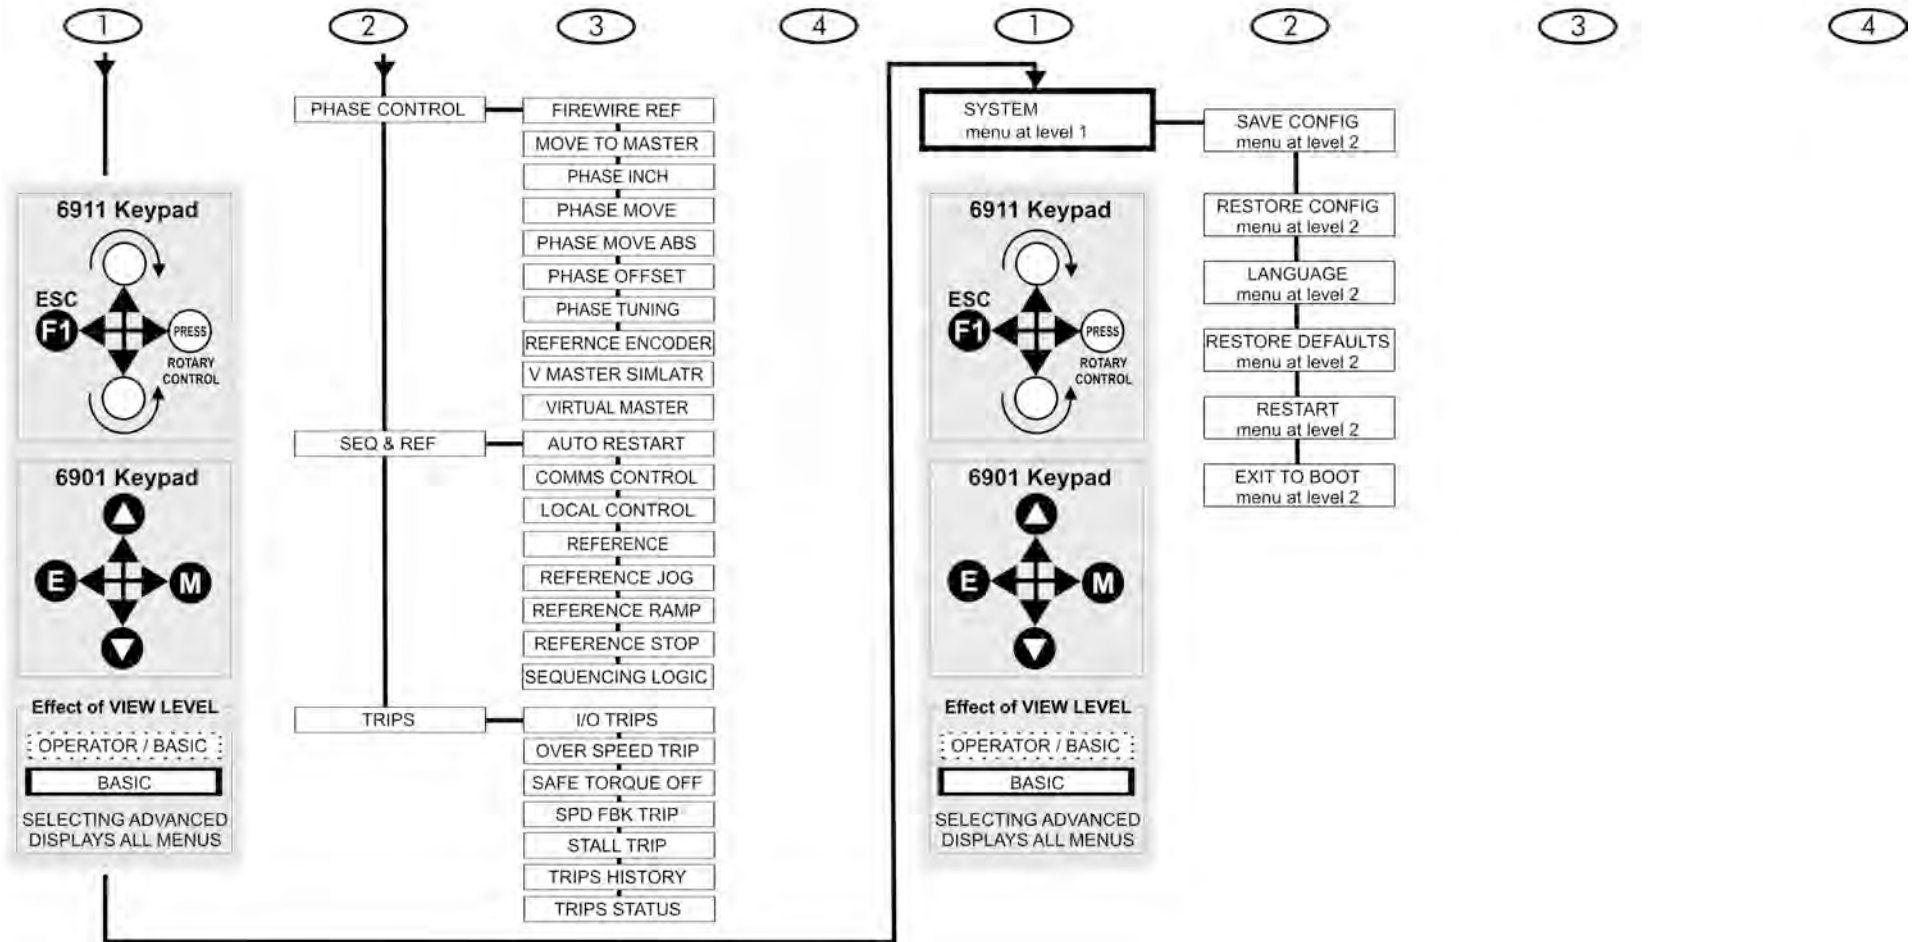 1 2 3 4 1 2 3 4
PHASE CONTROL
FIREWIRE REF
MOVE TO MASTER
PHASE INCH
PHASE MOVE
PHASE MOVE ABS
PHASE OFFSET
PHASE TUNING
REFERNCE ENCODER
V MASTER SIMLATR
VIRTUAL MASTER
SEQ & REF
AUTO RESTART
COMMS CONTROL
LOCAL CONTROL
REFERENCE
REFERENCE JOG
REFERENCE RAMP
REFERENCE STOP
SEQUENCING LOGIC
TRIPS
I/O TRIPS
OVER SPEED TRIP
SAFE TORQUE OFF
SPD FBK TRIP
STALL TRIP
TRIPS HISTORY
TRIPS STATUS
6911 Keypad
ESC
F1
PRESS
ROTARY
CONTROL
6901 Keypad
E
M
Effect of VIEW LEVEL
OPERATOR / BASIC
BASIC
SELECTING ADVANCED
DISPLAYS ALL MENUS
SYSTEM
menu at level 1
SAVE CONFIG
menu at level 2
RESTORE CONFIG
menu at level 2
LANGUAGE
menu at level 2
RESTORE DEFAULTS
menu at level 2
RESTART
menu at level 2
EXIT TO BOOT
menu at level 2
6911 Keypad
ESC
F1
PRESS
ROTARY
CONTROL
6901 Keypad
E
M
Effect of VIEW LEVEL
OPERATOR / BASIC
BASIC
SELECTING ADVANCED
DISPLAYS ALL MENUS